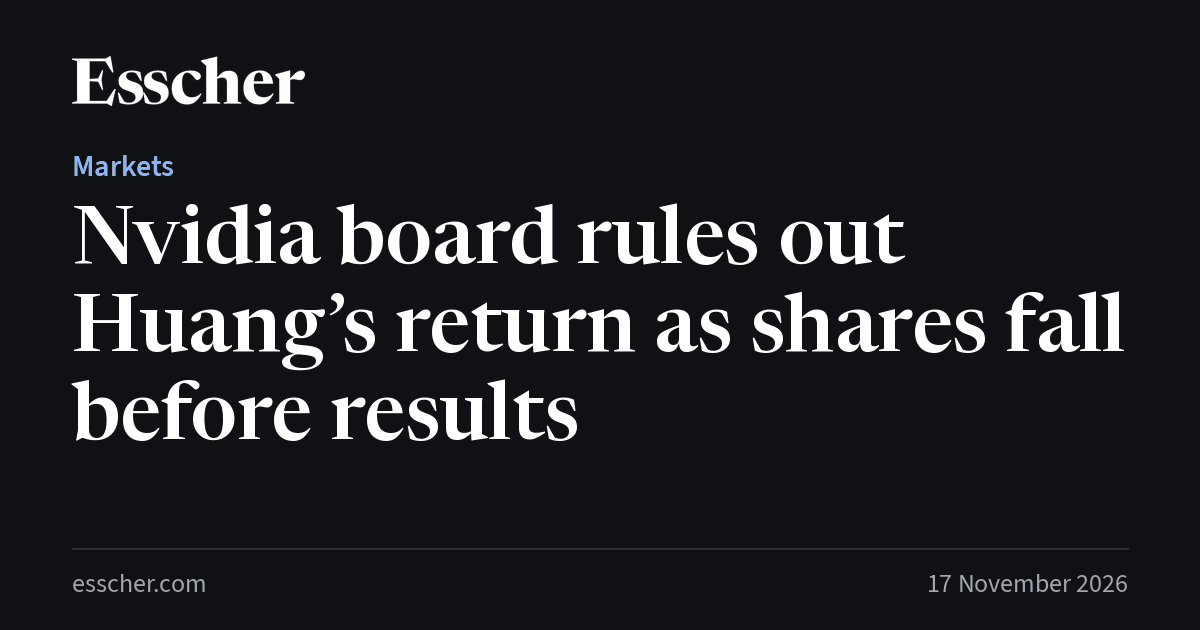 Esscher
Markets
Nvidia board rules out
Huang’s return as shares fall
before results
esscher.com
17 November 2026